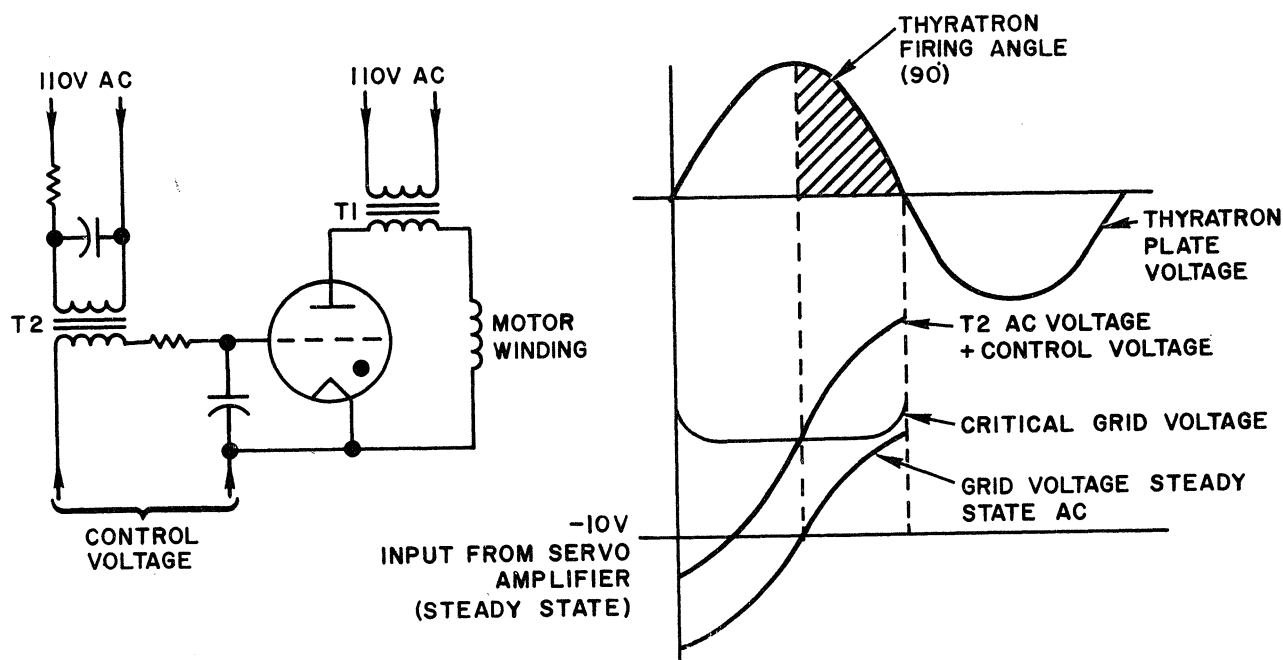 110V AC
110V AC
T1
T2
MOTOR
WINDING
CONTROL
VOLTAGE
THYRATRON
FIRING ANGLE
(90°)
THYRATRON
PLATE
VOLTAGE
T2 AC VOLTAGE
+ CONTROL VOLTAGE
CRITICAL GRID VOLTAGE
GRID VOLTAGE STEADY
STATE AC
-10V
INPUT FROM SERVO
AMPLIFIER
(STEADY STATE)